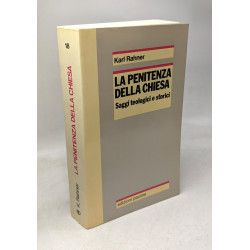 Karl Rahner
LA PENITENZA
DELLA CHIESA
Saggi teologici e storici
K. Rahner
LA PENITENZA DELLA CHIESA